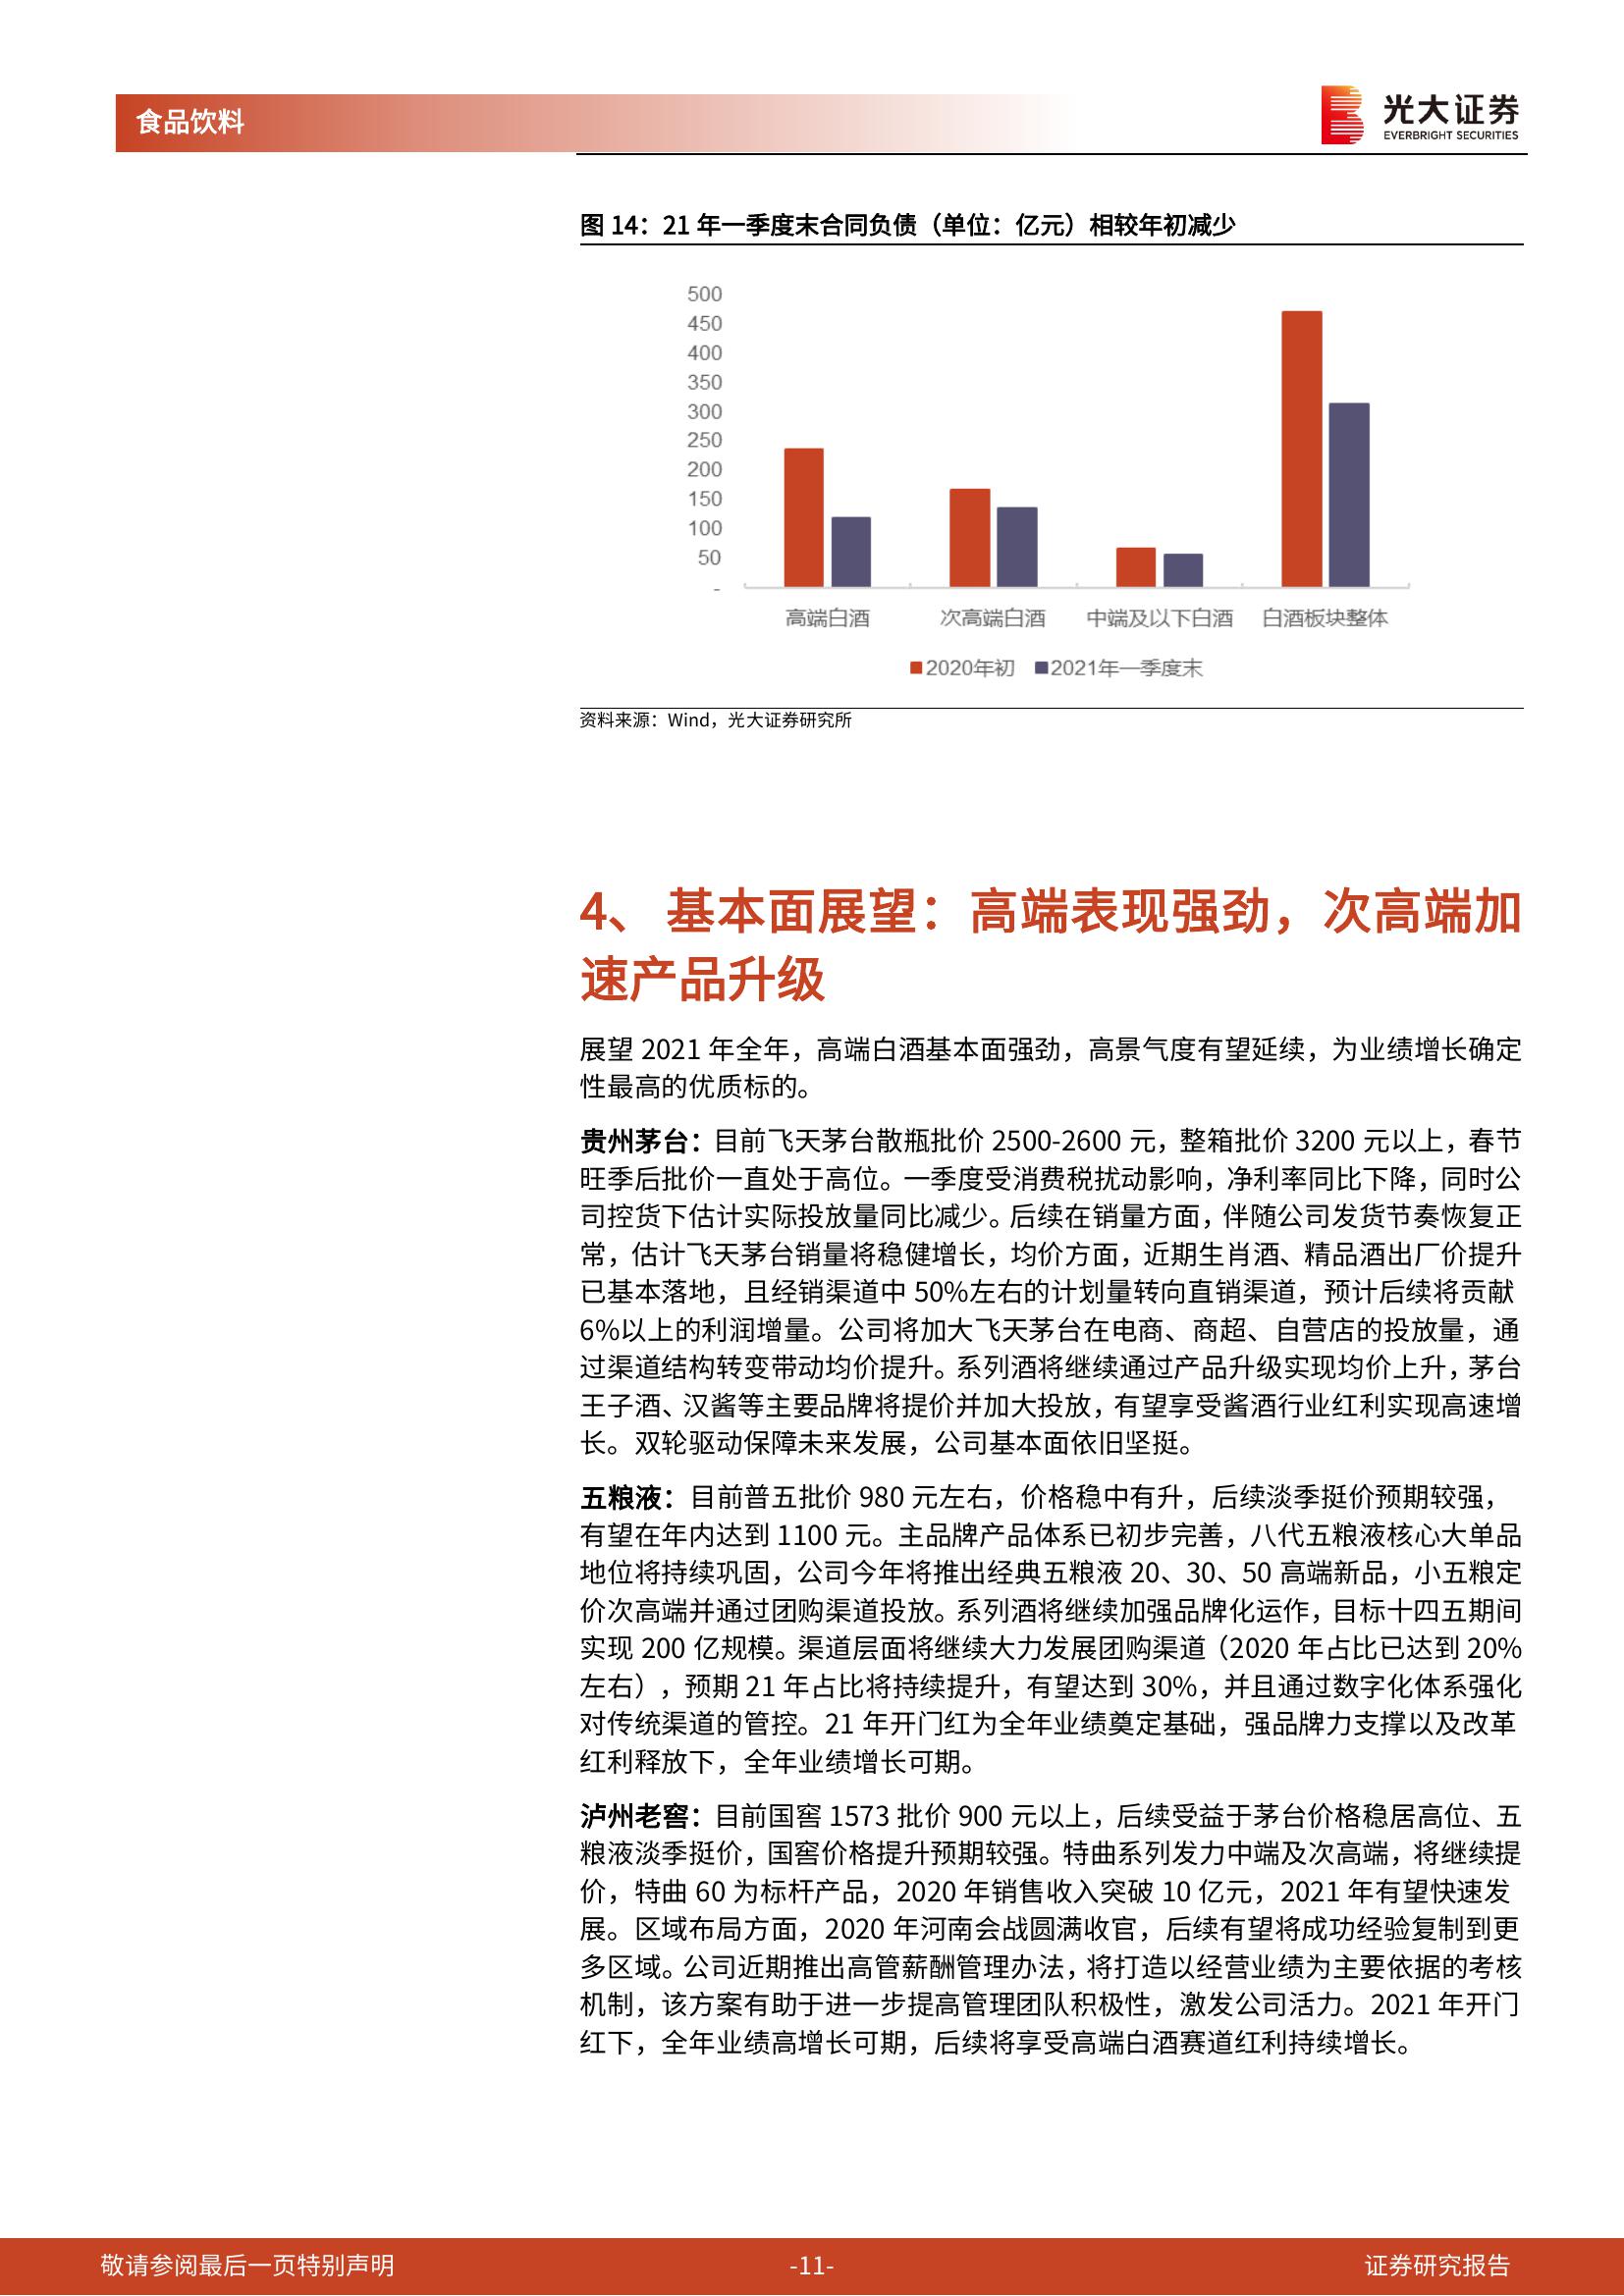 食品饮料
光大证券
EVERBRIGHT SECURITIES
图 14：21 年一季度末合同负债（单位：亿元）相较年初减少
500
450
400
350
300
250
200
150
100
50
-
高端白酒 次高端白酒 中端及以下白酒 白酒板块整体
2020年初 2021年一季度末
资料来源：Wind，光大证券研究所
4、 基本面展望：高端表现强劲，次高端加
速产品升级
展望 2021 年全年，高端白酒基本面强劲，高景气度有望延续，为业绩增长确定
性最高的优质标的。
贵州茅台：目前飞天茅台散瓶批价 2500-2600 元，整箱批价 3200 元以上，春节
旺季后批价一直处于高位。一季度受消费税扰动影响，净利率同比下降，同时公
司控货下估计实际投放量同比减少。后续在销量方面，伴随公司发货节奏恢复正
常，估计飞天茅台销量将稳健增长，均价方面，近期生肖酒、精品酒出厂价提升
已基本落地，且经销渠道中 50%左右的计划量转向直销渠道，预计后续将贡献
6%以上的利润增量。公司将加大飞天茅台在电商、商超、自营店的投放量，通
过渠道结构转变带动均价提升。系列酒将继续通过产品升级实现均价上升，茅台
王子酒、汉酱等主要品牌将提价并加大投放，有望享受酱酒行业红利实现高速增
长。双轮驱动保障未来发展，公司基本面依旧坚挺。
五粮液：目前普五批价 980 元左右，价格稳中有升，后续淡季挺价预期较强，
有望在年内达到 1100 元。主品牌产品体系已初步完善，八代五粮液核心大单品
地位将持续巩固，公司今年将推出经典五粮液 20、30、50 高端新品，小五粮定
价次高端并通过团购渠道投放。系列酒将继续加强品牌化运作，目标十四五期间
实现 200 亿规模。渠道层面将继续大力发展团购渠道（2020 年占比已达到 20%
左右），预期 21 年占比将持续提升，有望达到 30%，并且通过数字化体系强化
对传统渠道的管控。21 年开门红为全年业绩奠定基础，强品牌力支撑以及改革
红利释放下，全年业绩增长可期。
泸州老窖：目前国窖 1573 批价 900 元以上，后续受益于茅台价格稳居高位、五
粮液淡季挺价，国窖价格提升预期较强。特曲系列发力中端及次高端，将继续提
价，特曲 60 为标杆产品，2020 年销售收入突破 10 亿元，2021 年有望快速发
展。区域布局方面，2020 年河南会战圆满收官，后续有望将成功经验复制到更
多区域。公司近期推出高管薪酬管理办法，将打造以经营业绩为主要依据的考核
机制，该方案有助于进一步提高管理团队积极性，激发公司活力。2021 年开门
红下，全年业绩高增长可期，后续将享受高端白酒赛道红利持续增长。
敬请参阅最后一页特别声明 -11- 证券研究报告